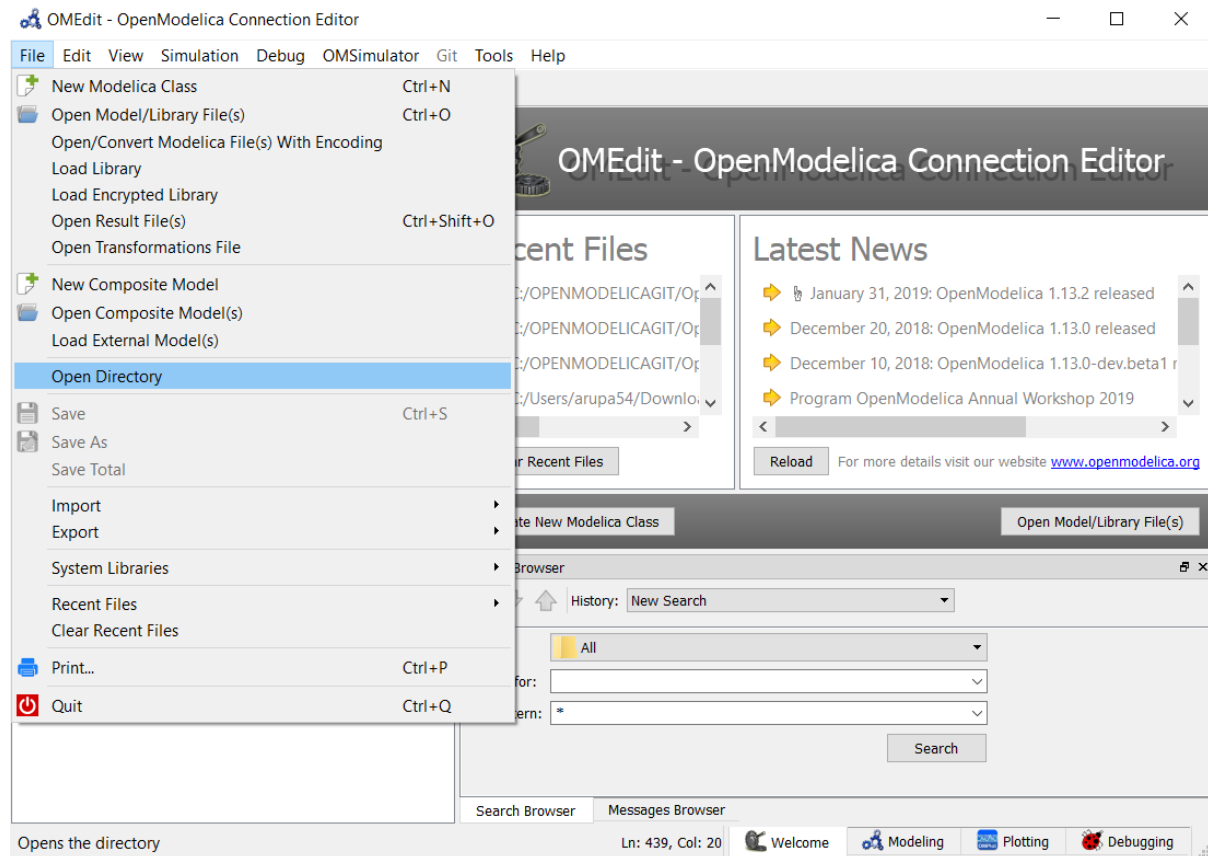 OMEdit - OpenModelica Connection Editor
File Edit View Simulation Debug OMSimulator Git Tools Help
New Modelica Class Ctrl+N
Open Model/Library File(s) Ctrl+O
Open/Convert Modelica File(s) With Encoding
Load Library
Load Encrypted Library
Open Result File(s) Ctrl+Shift+O
Open Transformations File
New Composite Model
Open Composite Model(s)
Load External Model(s)
Open Directory
Save Ctrl+S
Save As
Save Total
Import
Export
System Libraries
Recent Files
Clear Recent Files
Print... Ctrl+P
Quit Ctrl+Q
OMEdit - OpenModelica Connection Editor
cent Files
:/OPENMODELICAGIT/Op
:/OPENMODELICAGIT/Op
:/OPENMODELICAGIT/Op
:/Users/arupa54/Downlo
r Recent Files
Latest News
January 31, 2019: OpenModelica 1.13.2 released
December 20, 2018: OpenModelica 1.13.0 released
December 10, 2018: OpenModelica 1.13.0-dev.beta1 r
Program OpenModelica Annual Workshop 2019
Reload For more details visit our website www.openmodelica.org
ate New Modelica Class Open Model/Library File(s)
Browser
History: New Search
All
for:
ern: *
Search
Search Browser Messages Browser
Opens the directory Ln: 439, Col: 20 Welcome Modeling Plotting Debugging